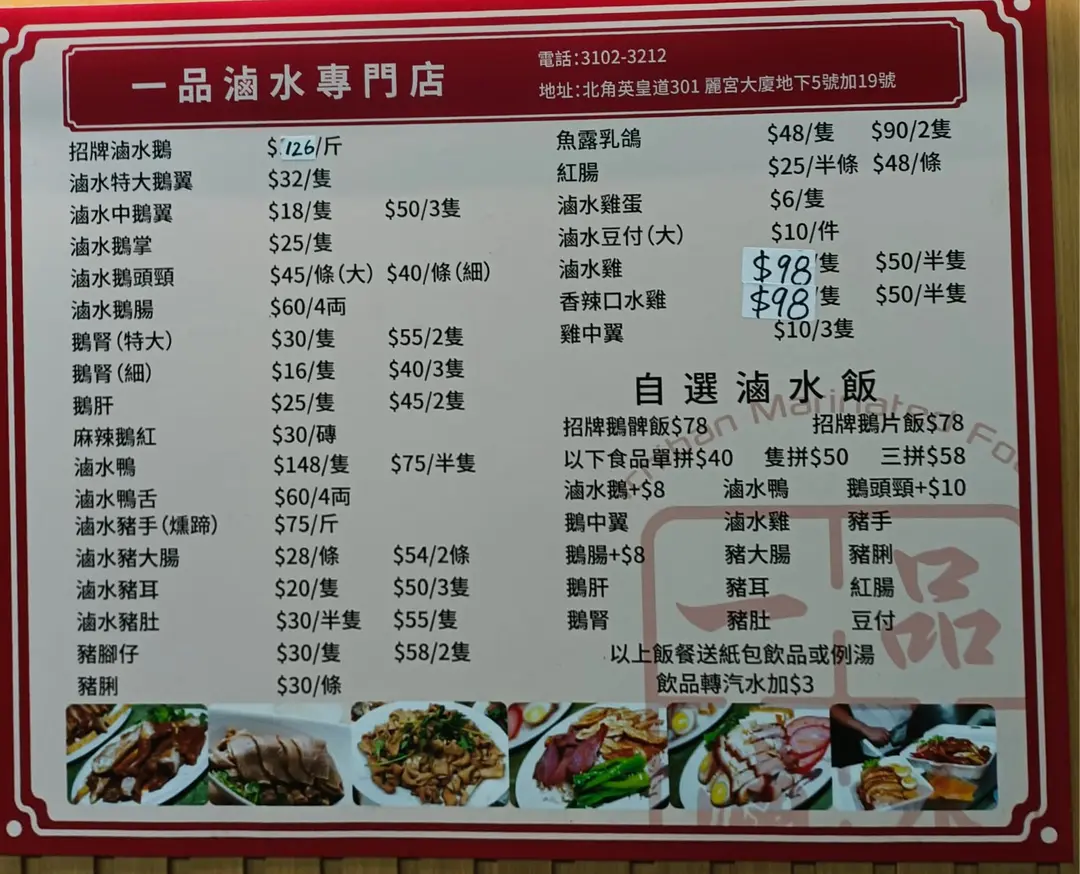 一品滷水專門店
電話:3102-3212
地址:北角英皇道301 麗宮大廈地下5號加19號
招牌滷水鵝 $126/斤
滷水特大鵝翼 $32/隻
滷水中鵝翼 $18/隻 $50/3隻
滷水鵝掌 $25/隻
滷水鵝頭頸 $45/條(大) $40/條(細)
滷水鵝腸 $60/4両
鵝腎(特大) $30/隻 $55/2隻
鵝腎(細) $16/隻 $40/3隻
鵝肝 $25/隻 $45/2隻
麻辣鵝紅 $30/磚
滷水鴨 $148/隻 $75/半隻
滷水鴨舌 $60/4両
滷水豬手(燻蹄) $75/斤
滷水豬大腸 $28/條 $54/2條
滷水豬耳 $20/隻 $50/3隻
滷水豬肚 $30/半隻 $55/隻
豬腳仔 $30/隻 $58/2隻
豬脷 $30/條
魚露乳鴿 $48/隻 $90/2隻
紅腸 $25/半條 $48/條
滷水雞蛋 $6/隻
滷水豆付(大) $10/件
滷水雞 $98/隻 $50/半隻
香辣口水雞 $98/隻 $50/半隻
雞中翼 $10/3隻
自選滷水飯
招牌鵝髀飯$78 招牌鵝片飯$78
以下食品單拼$40 隻拼$50 三拼$58
滷水鵝+$8 滷水鴨 鵝頭頸+$10
鵝中翼 滷水雞 豬手
鵝腸+$8 豬大腸 豬脷
鵝肝 豬耳 紅腸
鵝腎 豬肚 豆付
以上飯餐送紙包飲品或例湯
飲品轉汽水加$3
Marinated
一品